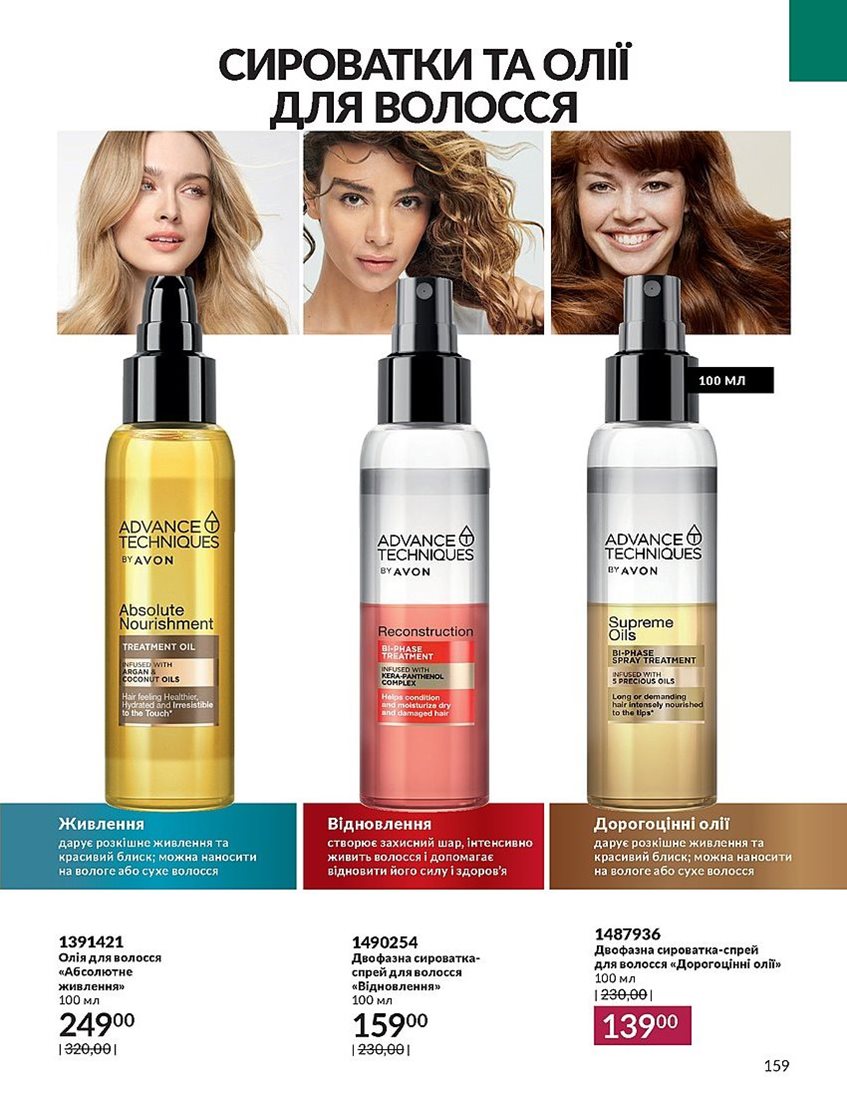 СИРОВАТКИ ТА ОЛІЇ
ДЛЯ ВОЛОССЯ
100 МЛ
ADVANCE
TECHNIQUES
BY AVON
Absolute
Nourishment
TREATMENT OIL
INFUSED WITH
ARGAN &
COCONUT OILS
Hair feeling Healthier,
Hydrated and Irresistible
to the Touch*
ADVANCE
TECHNIQUES
BY AVON
Reconstruction
BI-PHASE
TREATMENT
INFUSED WITH
KERA-PANTHENOL
COMPLEX
Helps condition
and moisturize dry
and damaged hair
ADVANCE
TECHNIQUES
BY AVON
Supreme
Oils
BI-PHASE
SPRAY TREATMENT
INFUSED WITH
5 PRECIOUS OILS
Long or demanding
hair intensely nourished
to the tips*
Живлення
дарує розкішне живлення та
красивий блиск; можна наносити
на вологе або сухе волосся
Відновлення
створює захисний шар, інтенсивно
живить волосся і допомагає
відновити його силу і здоров'я
Дорогоцінні олії
дарує розкішне живлення та
красивий блиск; можна наносити
на вологе або сухе волосся
1391421
Олія для волосся
«Абсолютне
живлення»
100 мл
24900
| 320,00 |
1490254
Двофазна сироватка-
спрей для волосся
«Відновлення»
100 мл
15900
| 230,00 |
1487936
Двофазна сироватка-спрей
для волосся «Дорогоцінні олії»
100 мл
| 230,00 |
13900
159